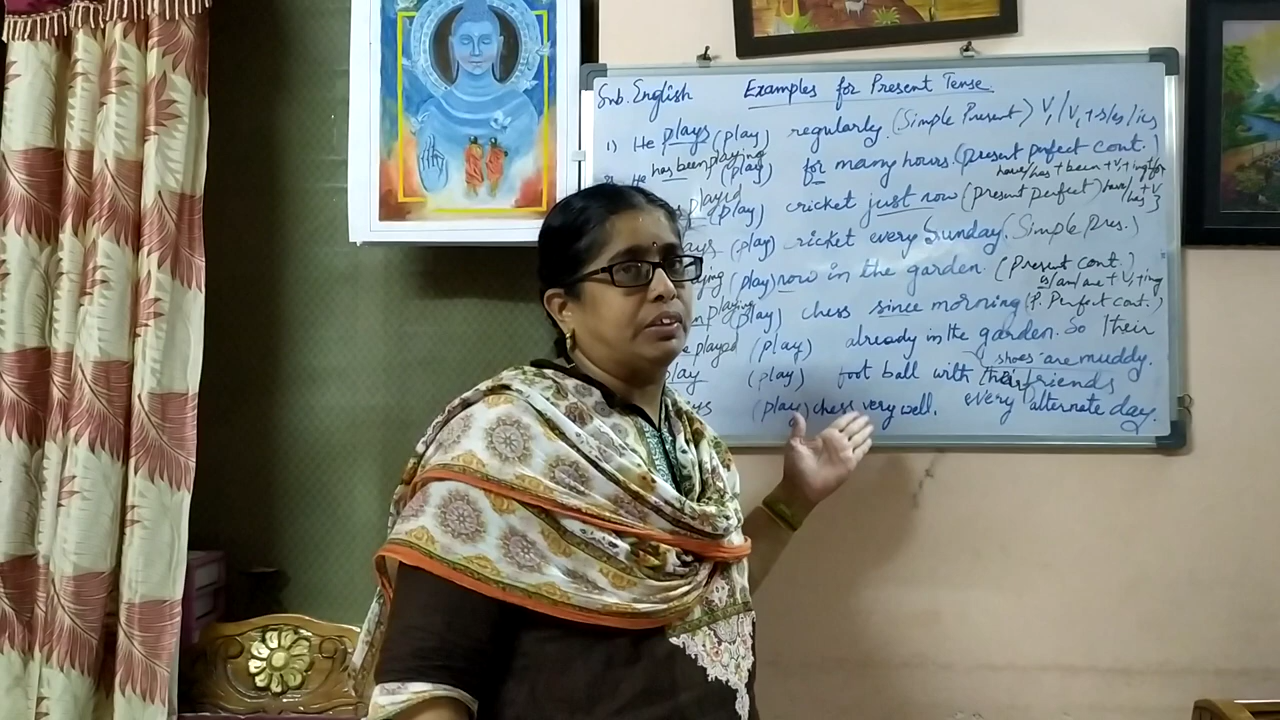 Sub. English Examples for Present Tense
1) He plays (play) regularly. (Simple Present) V1/V1+s/es/ies
has been playing
He (play) for many hours. (present perfect cont.)
have/has + been + V1+ing+for
played (play) cricket just now (present perfect) have/has + V3
ays (play) cricket every Sunday. (Simple Pres.)
ying (play) now in the garden. (Present Cont.)
is/am/are + V1+ing
n playing (play) chess since morning (P. Perfect Cont.)
e played (play) already in the garden. So Their
shoes are muddy.
play (play) foot ball with their friends
every alternate day.
ys (play) chess very well.